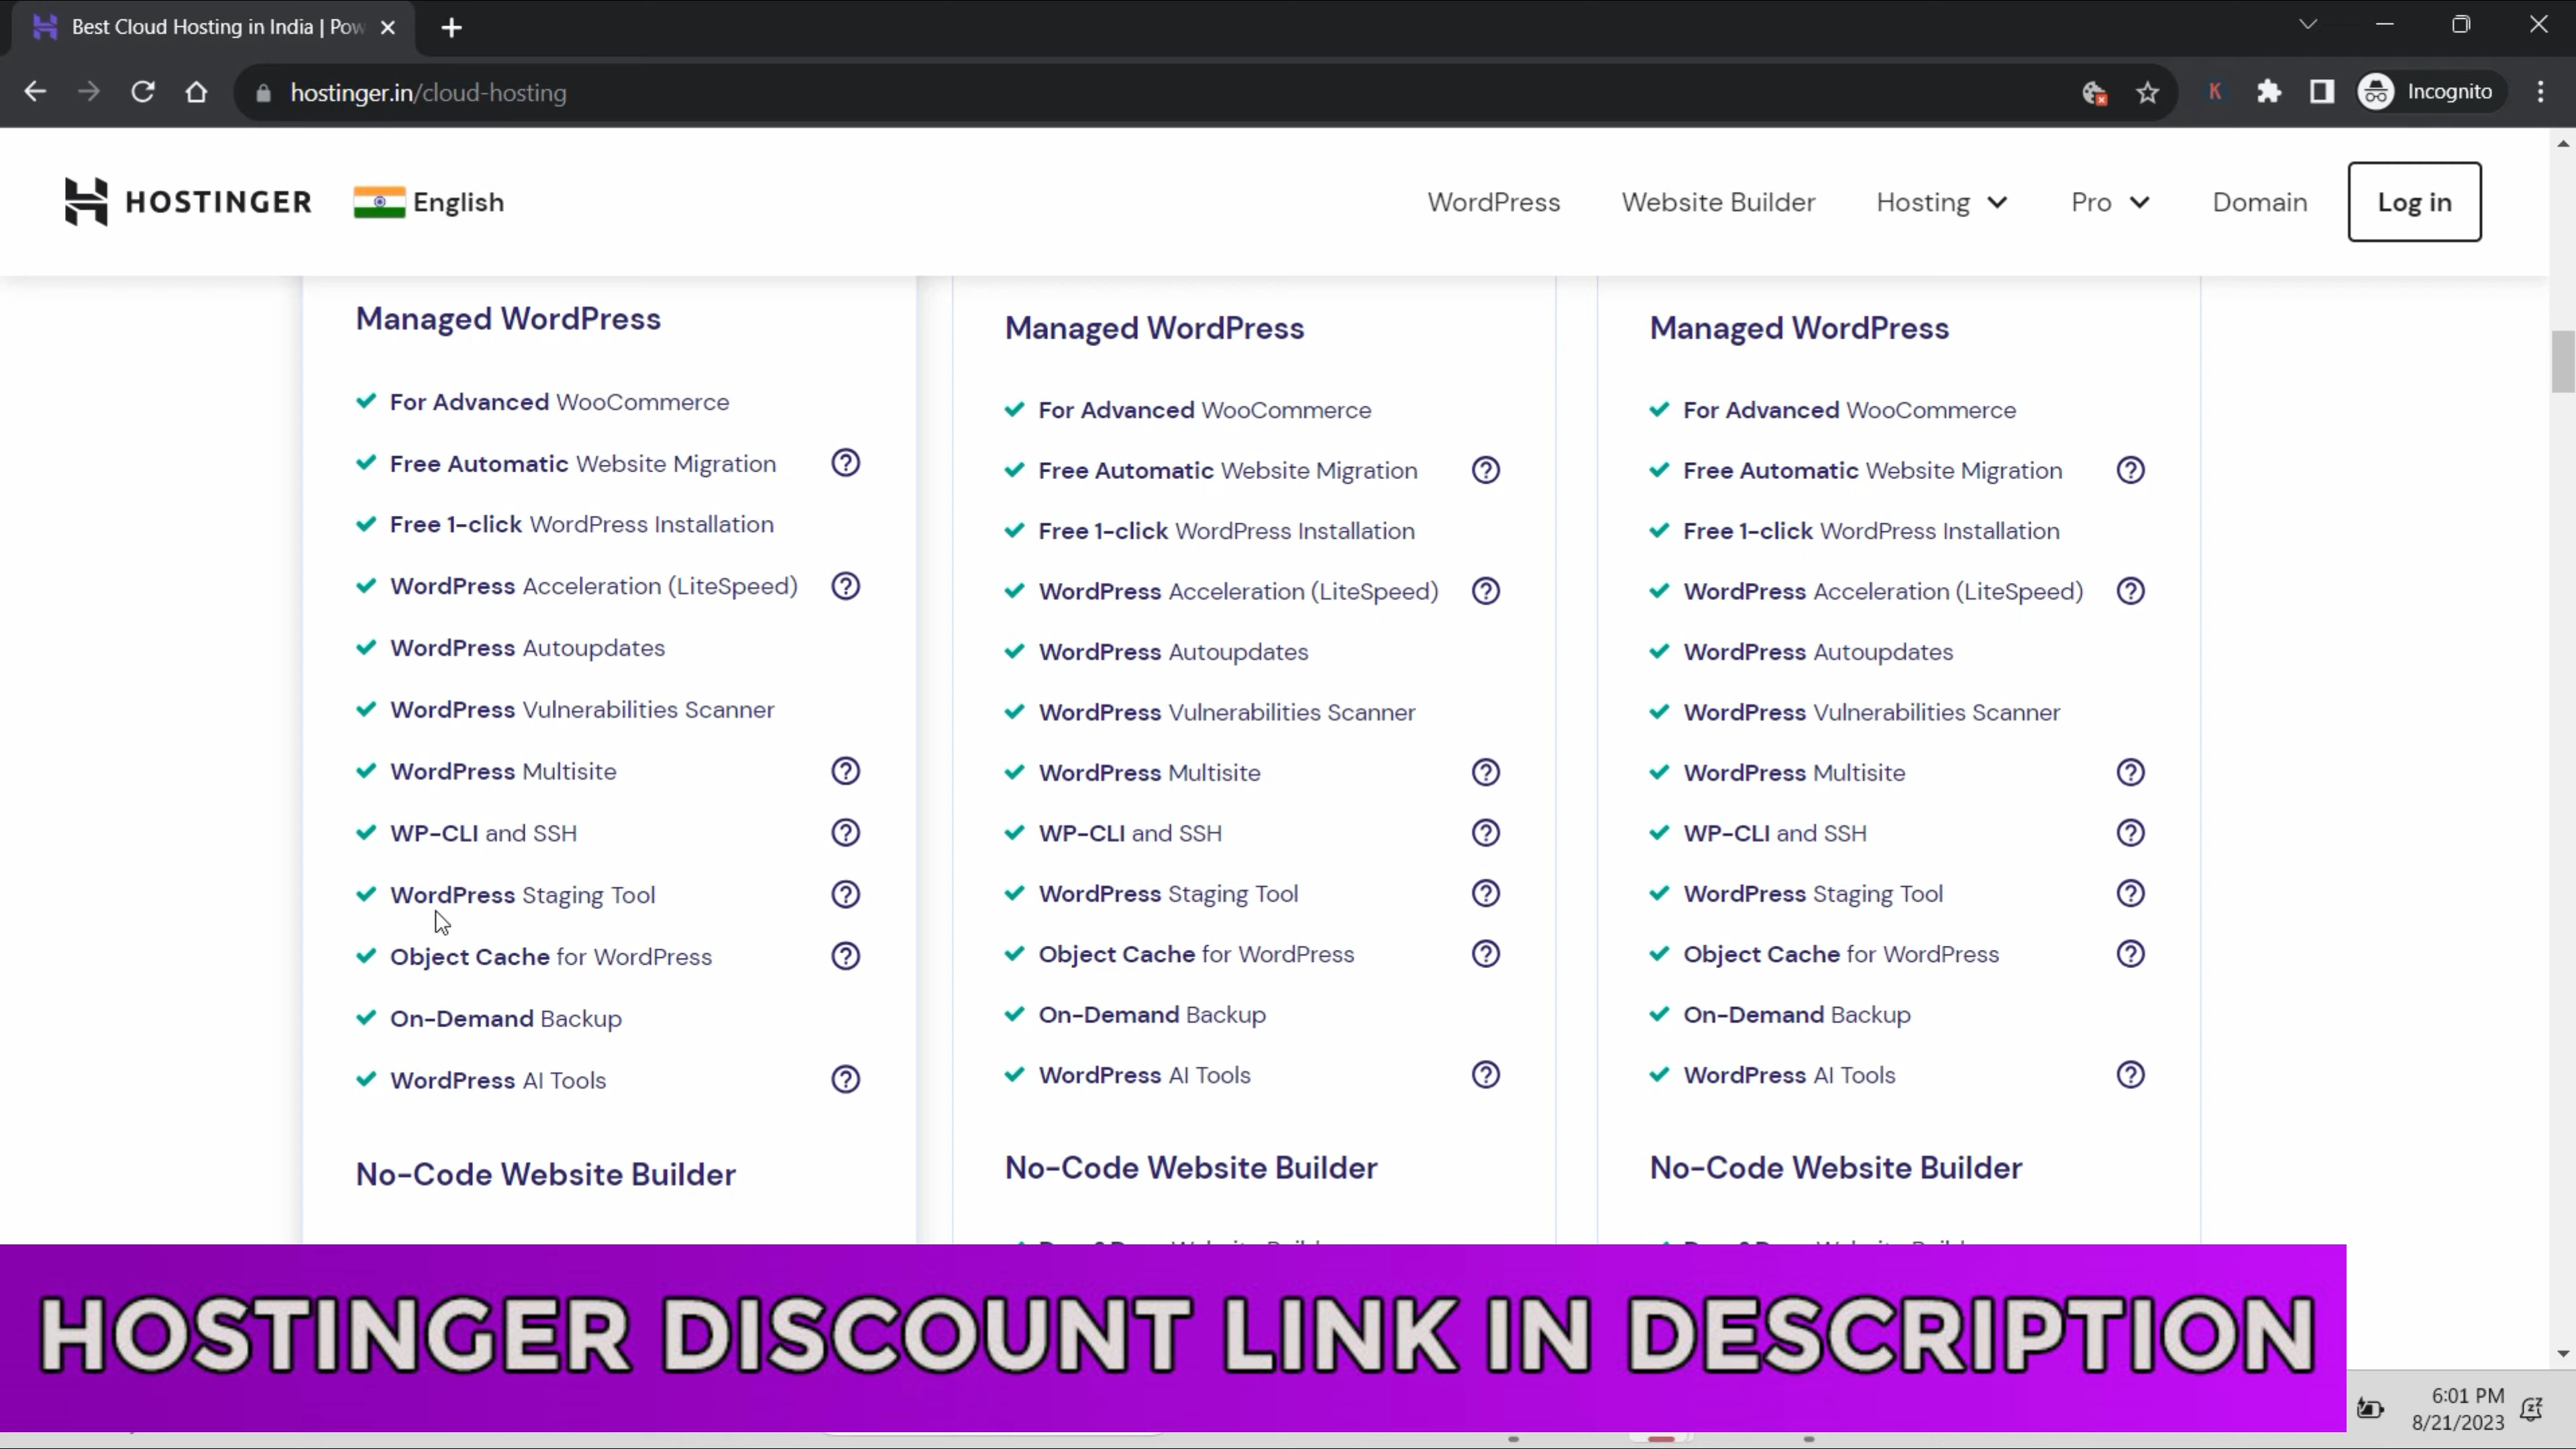 Best Cloud Hosting in India | Pow
hostinger.in/cloud-hosting
K
Incognito
HOSTINGER
English
WordPress
Website Builder
Hosting
Pro
Domain
Log in
Managed WordPress
For Advanced WooCommerce
Free Automatic Website Migration
Free 1-click WordPress Installation
WordPress Acceleration (LiteSpeed)
WordPress Autoupdates
WordPress Vulnerabilities Scanner
WordPress Multisite
WP-CLI and SSH
WordPress Staging Tool
Object Cache for WordPress
On-Demand Backup
WordPress AI Tools
No-Code Website Builder
Managed WordPress
For Advanced WooCommerce
Free Automatic Website Migration
Free 1-click WordPress Installation
WordPress Acceleration (LiteSpeed)
WordPress Autoupdates
WordPress Vulnerabilities Scanner
WordPress Multisite
WP-CLI and SSH
WordPress Staging Tool
Object Cache for WordPress
On-Demand Backup
WordPress AI Tools
No-Code Website Builder
Managed WordPress
For Advanced WooCommerce
Free Automatic Website Migration
Free 1-click WordPress Installation
WordPress Acceleration (LiteSpeed)
WordPress Autoupdates
WordPress Vulnerabilities Scanner
WordPress Multisite
WP-CLI and SSH
WordPress Staging Tool
Object Cache for WordPress
On-Demand Backup
WordPress AI Tools
No-Code Website Builder
HOSTINGER DISCOUNT LINK IN DESCRIPTION
6:01 PM
8/21/2023